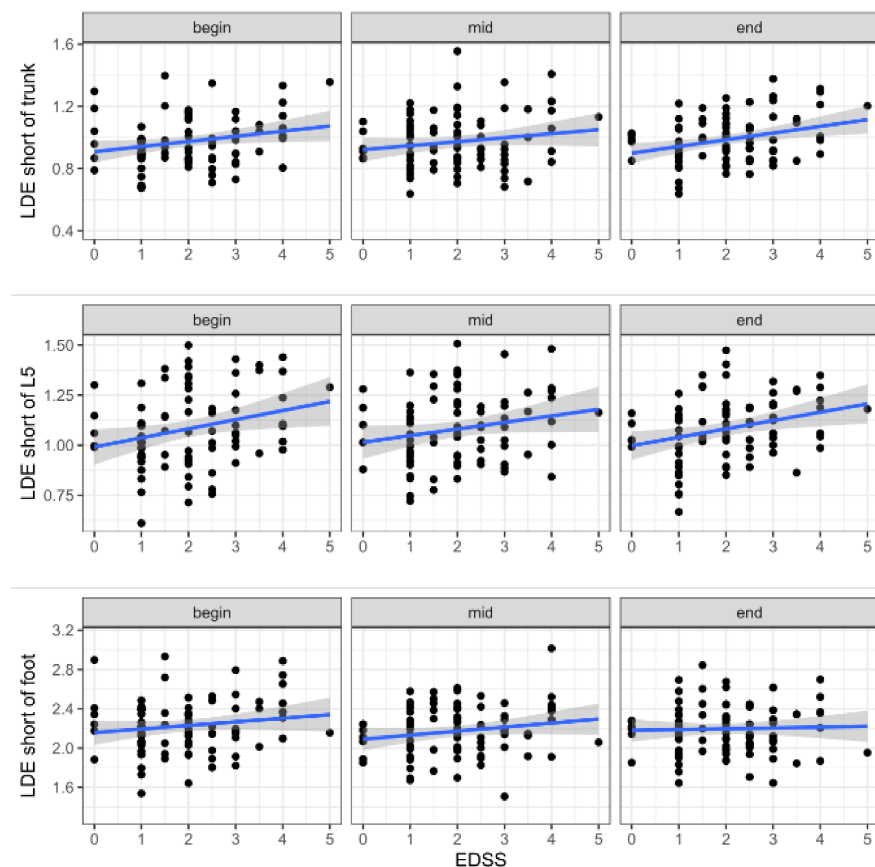 begin mid end
1.6
1.2
0.8
0.4
LDE short of trunk
0 1 2 3 4 5 0 1 2 3 4 5 0 1 2 3 4 5
begin mid end
1.50
1.25
1.00
0.75
LDE short of L5
0 1 2 3 4 5 0 1 2 3 4 5 0 1 2 3 4 5
begin mid end
3.2
2.8
2.4
2.0
1.6
LDE short of foot
0 1 2 3 4 5 0 1 2 3 4 5 0 1 2 3 4 5
EDSS